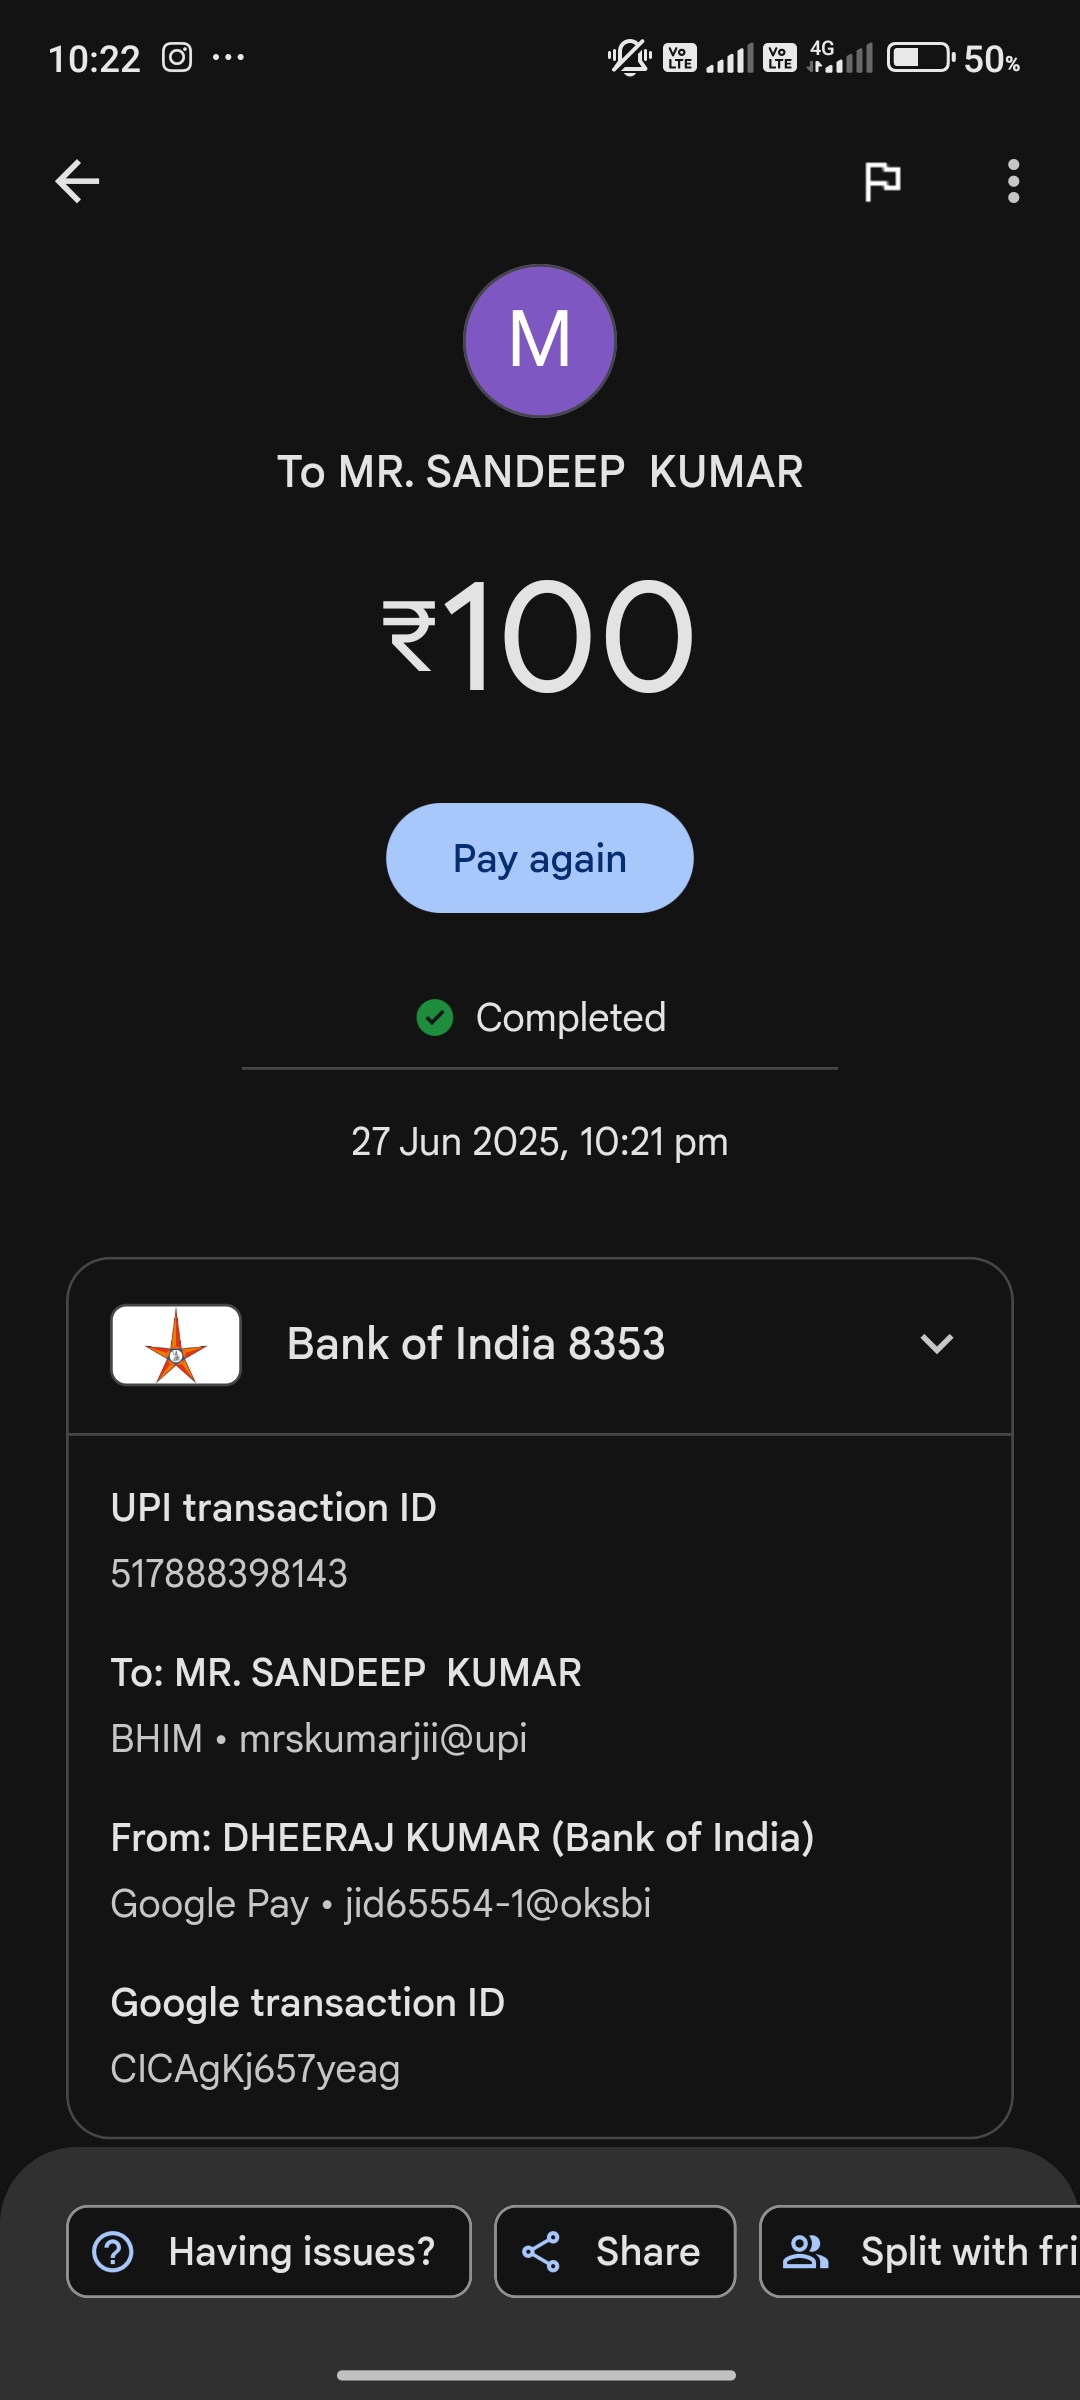 10:22
Vo LTE
Vo LTE
4G
50%
M
To MR. SANDEEP  KUMAR
₹100
Pay again
Completed
27 Jun 2025, 10:21 pm
Bank of India 8353
UPI transaction ID
517888398143
To: MR. SANDEEP  KUMAR
BHIM • mrskumarjii@upi
From: DHEERAJ KUMAR (Bank of India)
Google Pay • jid65554-1@oksbi
Google transaction ID
CICAgKj657yeag
Having issues?
Share
Split with fri